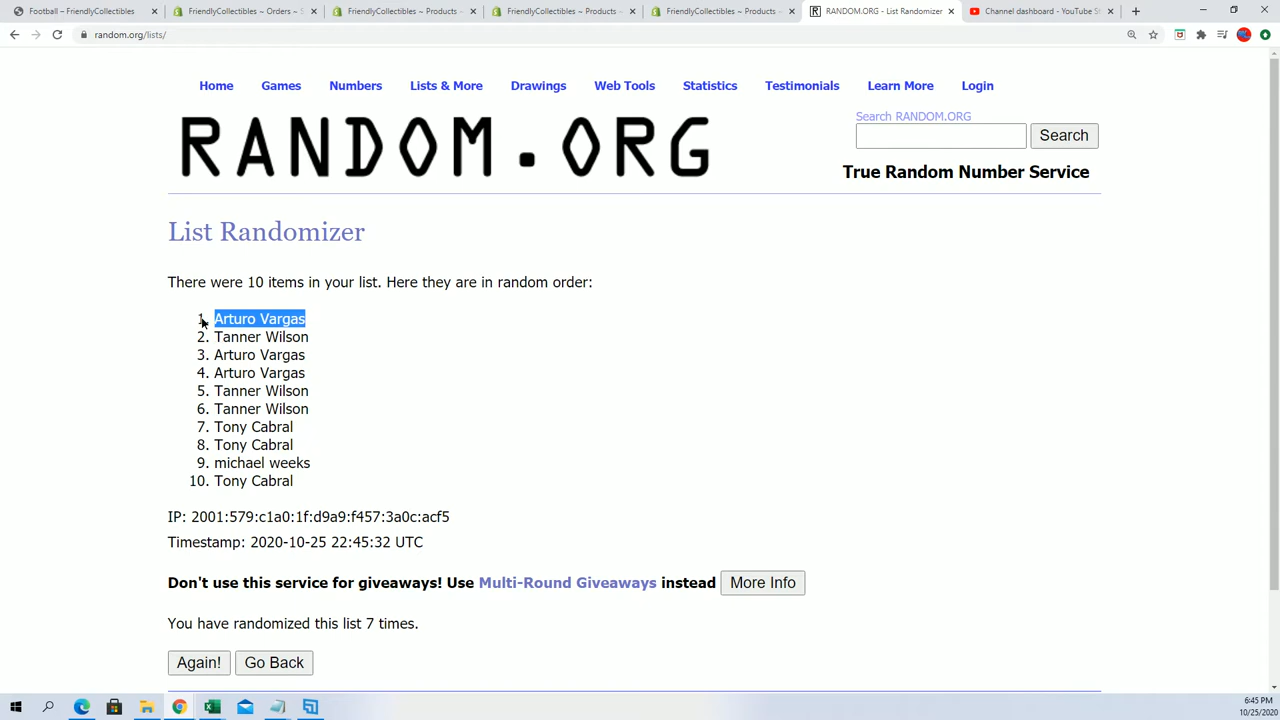 Football – FriendlyCollectibles
FriendlyCollectibles ~ Orders ~ S
FriendlyCollectibles ~ Products ~
FriendlyCollectibles ~ Products ~
FriendlyCollectibles ~ Products ~
RANDOM.ORG - List Randomizer
Channel dashboard - YouTube St
random.org/lists/
Home Games Numbers Lists & More Drawings Web Tools Statistics Testimonials Learn More Login
RANDOM.ORG
Search RANDOM.ORG
Search
True Random Number Service
List Randomizer
There were 10 items in your list. Here they are in random order:
1. Arturo Vargas
2. Tanner Wilson
3. Arturo Vargas
4. Arturo Vargas
5. Tanner Wilson
6. Tanner Wilson
7. Tony Cabral
8. Tony Cabral
9. michael weeks
10. Tony Cabral
IP: 2001:579:c1a0:1f:d9a9:f457:3a0c:acf5
Timestamp: 2020-10-25 22:45:32 UTC
Don't use this service for giveaways! Use Multi-Round Giveaways instead More Info
You have randomized this list 7 times.
Again! Go Back
6:45 PM
10/25/2020